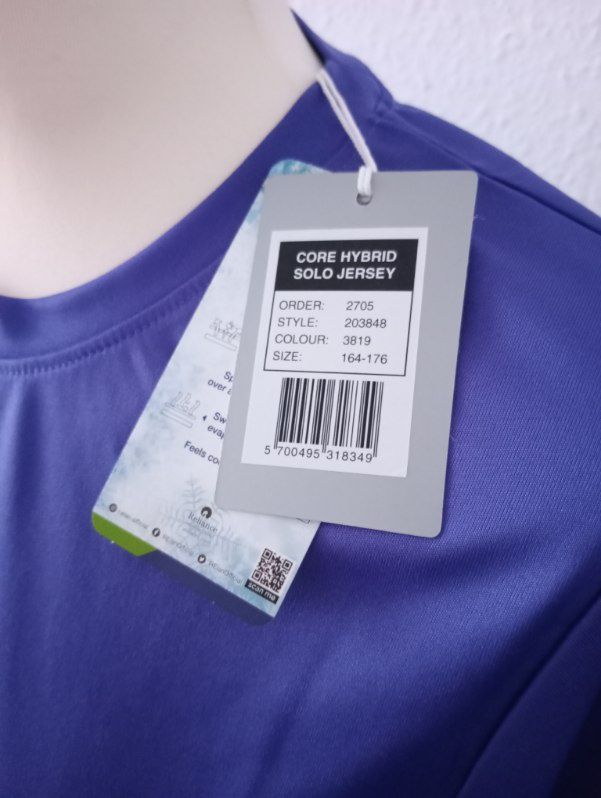 CORE HYBRID
SOLO JERSEY
ORDER: 2705
STYLE: 203848
COLOUR: 3819
SIZE: 164-176
5 700495 318349
over
Feels
Reliance
scan me